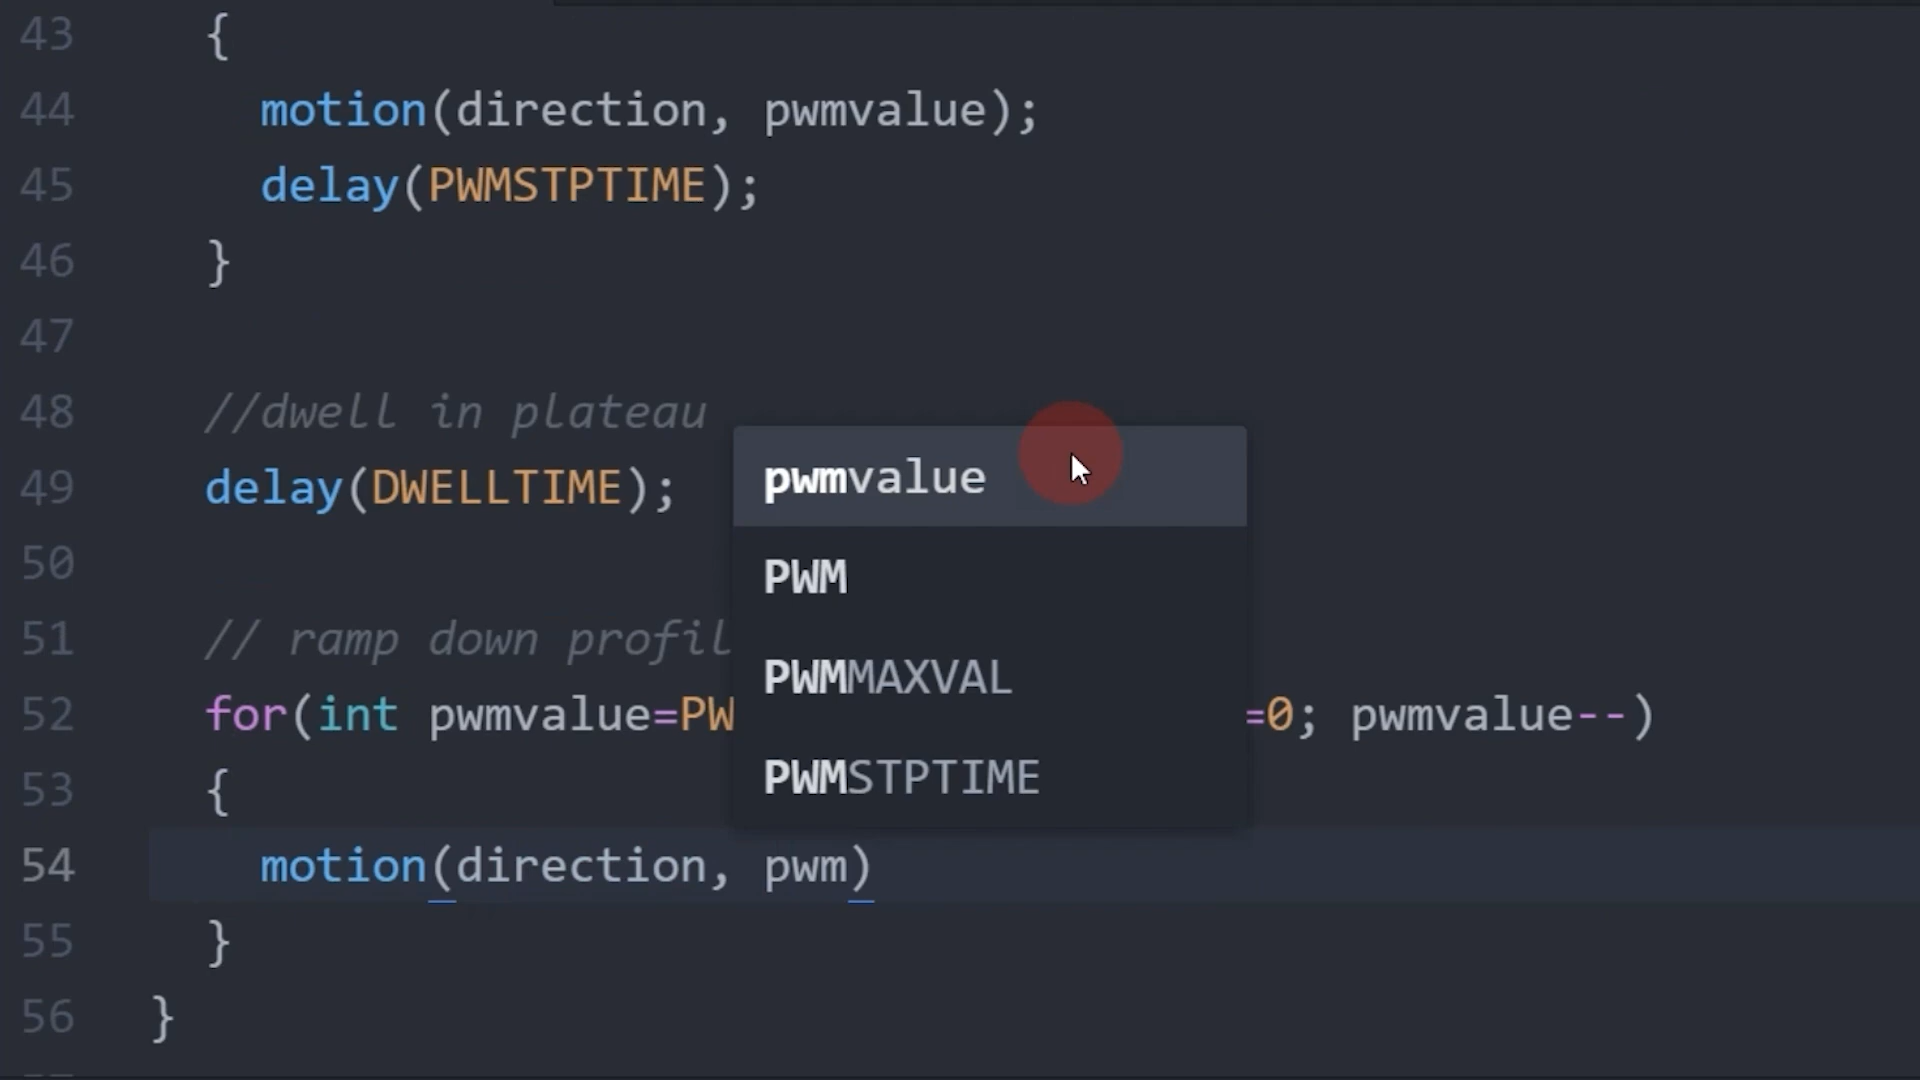 43 {
44 motion(direction, pwmvalue);
45 delay(PWMSTPTIME);
46 }
47
48 //dwell in plateau
49 delay(DWELLTIME);
50
51 // ramp down profil
52 for(int pwmvalue=PW =0; pwmvalue--)
53 {
54 motion(direction, pwm)
55 }
56 }
pwmvalue
PWM
PWMMAXVAL
PWMSTPTIME